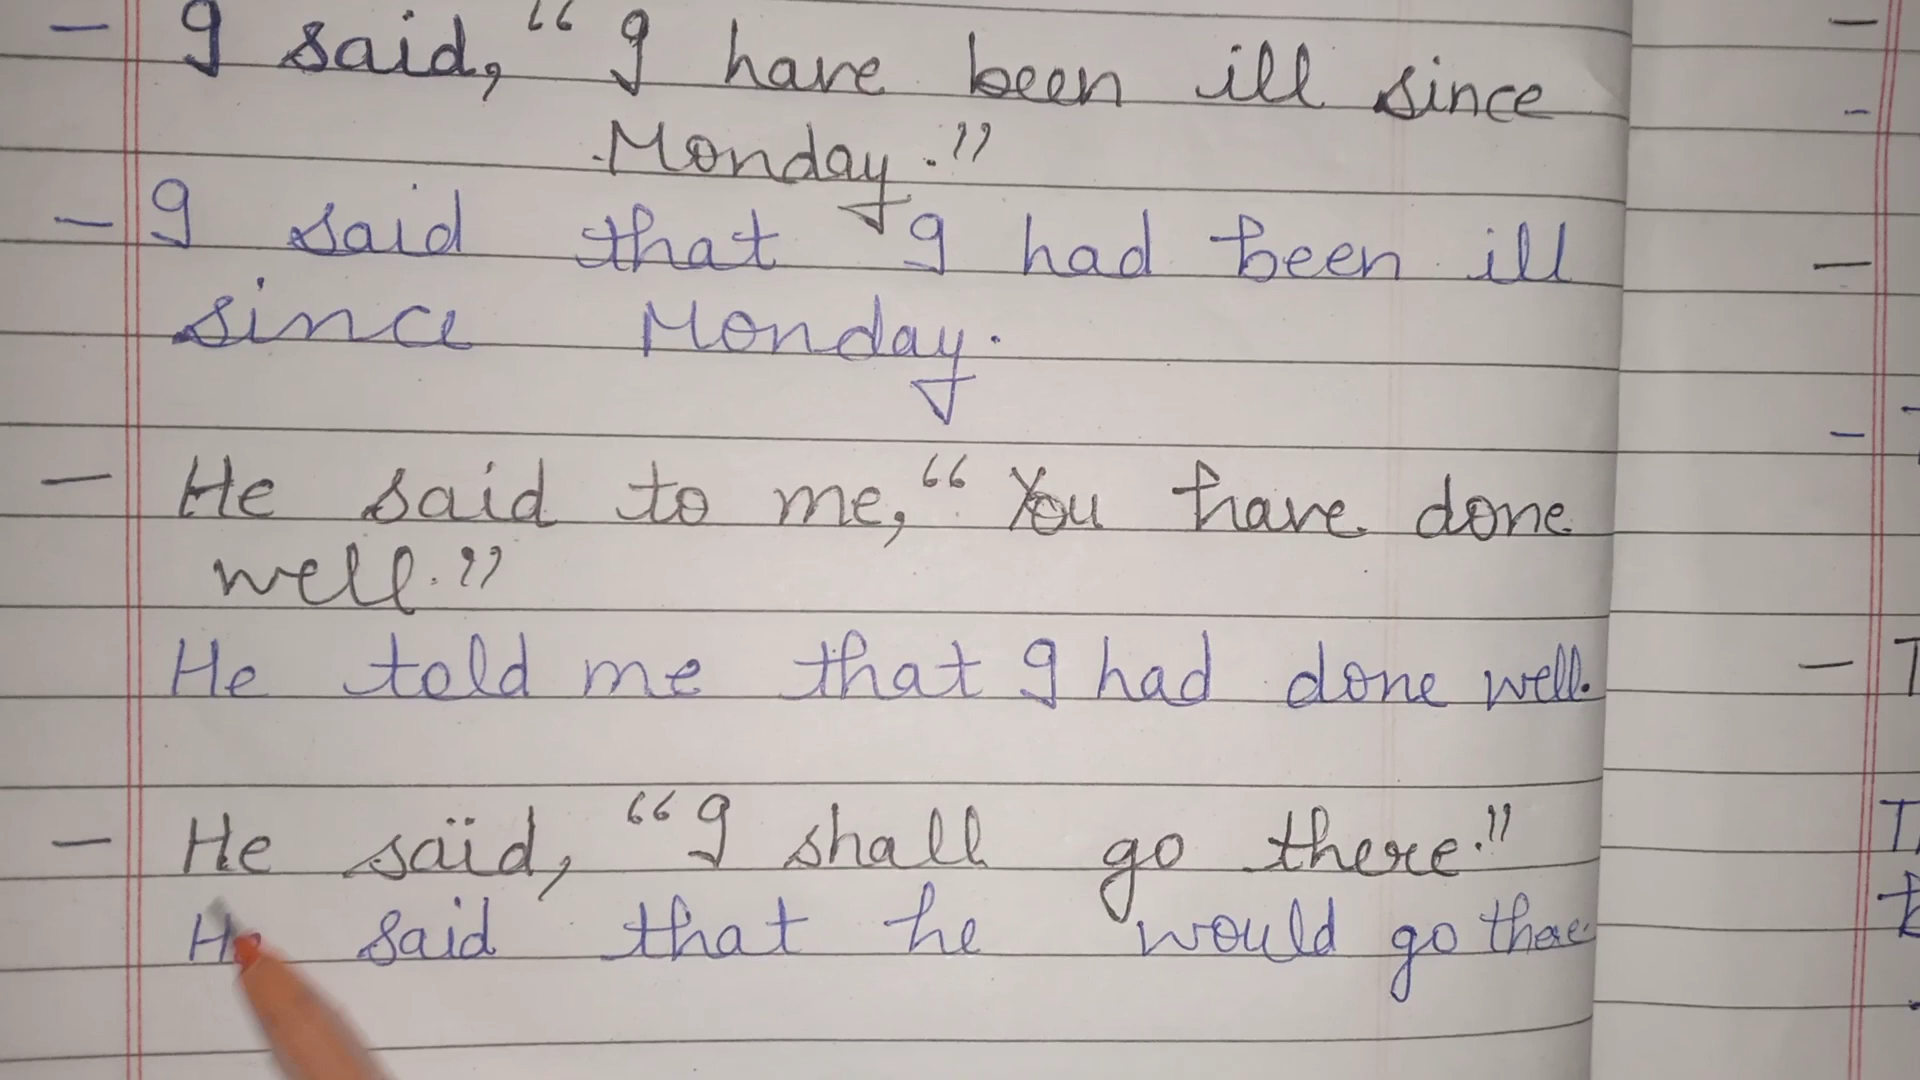 - I said, “I have been ill since
Monday.”
- I said that I had been ill
since Monday.
- He said to me, “You have done
well.”
He told me that I had done well.
- He said, “I shall go there.”
He said that he would go there.